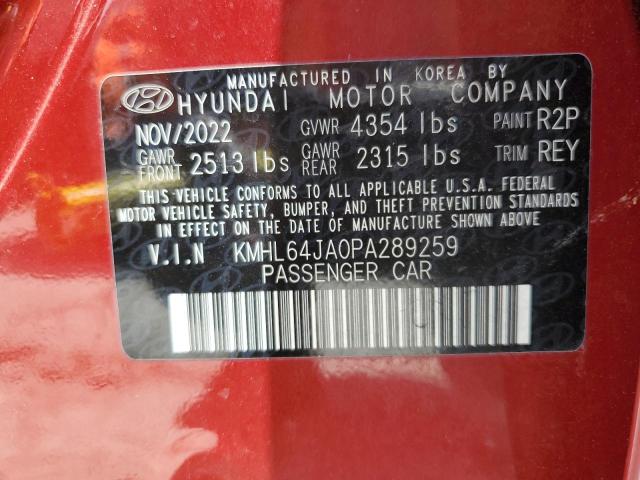 MANUFACTURED IN KOREA BY
HYUNDAI MOTOR COMPANY
NOV/2022 GVWR 4354 lbs PAINT R2P
GAWR FRONT 2513 lbs GAWR REAR 2315 lbs TRIM REY
THIS VEHICLE CONFORMS TO ALL APPLICABLE U.S.A. FEDERAL
MOTOR VEHICLE SAFETY, BUMPER, AND THEFT PREVENTION STANDARDS
IN EFFECT ON THE DATE OF MANUFACTURE SHOWN ABOVE.
V.I.N KMHL64JA0PA289259
PASSENGER CAR